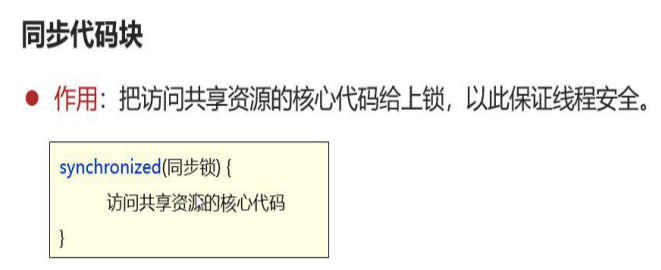 同步代码块
● 作用：把访问共享资源的核心代码给上锁，以此保证线程安全。
synchronized(同步锁) {
访问共享资源的核心代码
}